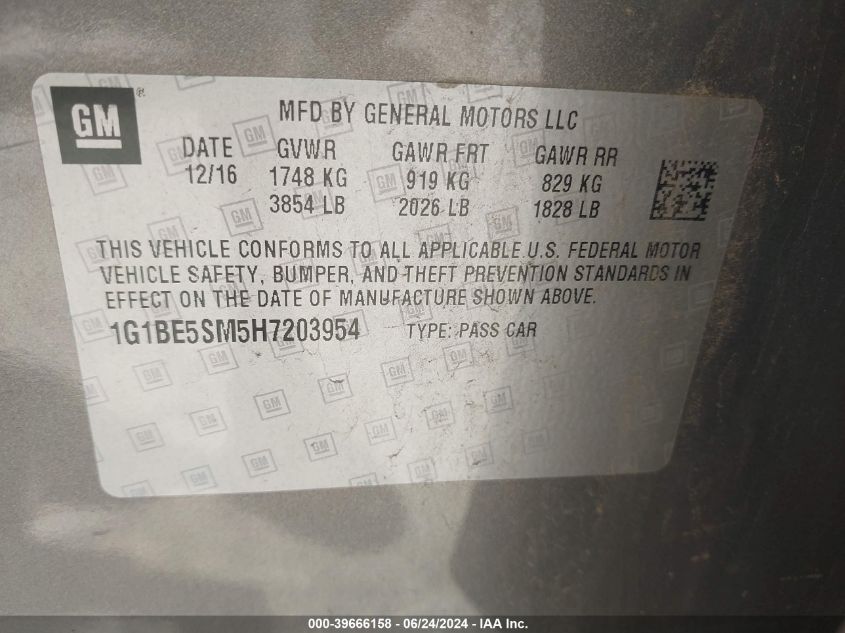 GM®
MFD BY GENERAL MOTORS LLC
DATE GVWR GAWR FRT GAWR RR
12/16 1748 KG 919 KG 829 KG
3854 LB 2026 LB 1828 LB
THIS VEHICLE CONFORMS TO ALL APPLICABLE U.S. FEDERAL MOTOR
VEHICLE SAFETY, BUMPER, AND THEFT PREVENTION STANDARDS IN
EFFECT ON THE DATE OF MANUFACTURE SHOWN ABOVE.
1G1BE5SM5H7203954 TYPE: PASS CAR
000-39666158 - 06/24/2024 - IAA Inc.